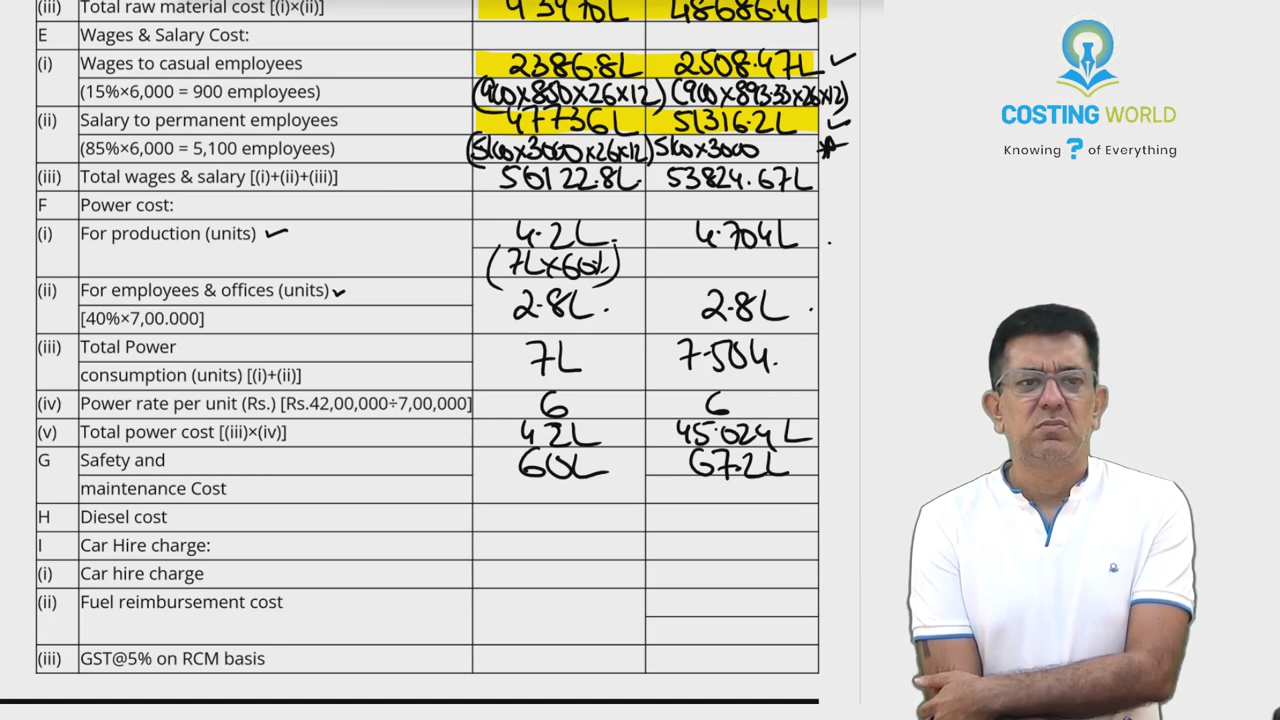 (iii) Total raw material cost [(i)×(ii)] 43970L 48686.4L
E Wages & Salary Cost:
(i) Wages to casual employees 2386.8L 2508.47L
(15%×6,000 = 900 employees) (900×850×26×12) (900×893.33×26×12)
(ii) Salary to permanent employees 47736L 51316.2L
(85%×6,000 = 5,100 employees) (5100×3000×26×12) 5100×3000
(iii) Total wages & salary [(i)+(ii)+(iii)] 50122.8L 53824.67L
F Power cost:
(i) For production (units) 4.2L 4.704L
(7L×60%)
(ii) For employees & offices (units) 2.8L 2.8L
[40%×7,00.000]
(iii) Total Power 7L 7.504
consumption (units) [(i)+(ii)]
(iv) Power rate per unit (Rs.) [Rs.42,00,000÷7,00,000] 6 6
(v) Total power cost [(iii)×(iv)] 42L 45.024L
G Safety and 60L 67.2L
maintenance Cost
H Diesel cost
I Car Hire charge:
(i) Car hire charge
(ii) Fuel reimbursement cost
(iii) GST@5% on RCM basis
COSTING WORLD
Knowing ? of Everything